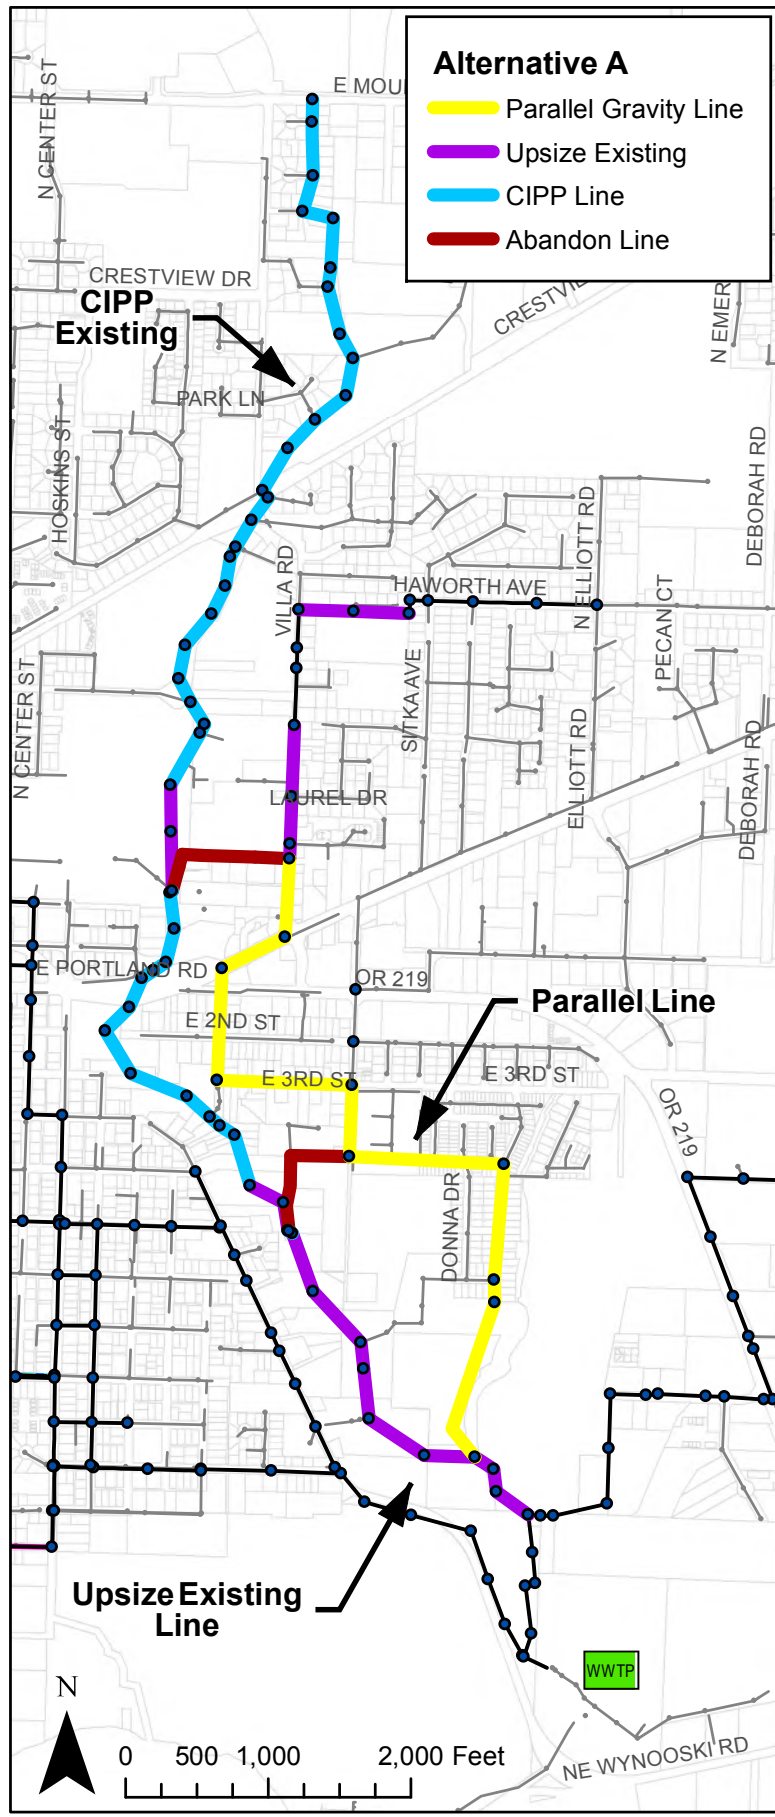 E MOU
Alternative A
Parallel Gravity Line
Upsize Existing
CIPP Line
Abandon Line
N CENTER ST
CRESTVIEW DR
CRESTVIE
N EMER
CIPP
Existing
PARK LN
HOSKINS ST
DEBORAH RD
N ELLIOTT RD
HAWORTH AVE
VILLA RD
PECAN CT
SITKA AVE
N CENTER ST
ELLIOTT RD
DEBORAH RD
LAUREL DR
E PORTLAND RD
OR 219
Parallel Line
E 2ND ST
E 3RD ST
E 3RD ST
OR 219
DONNA DR
Upsize Existing
Line
WWTP
N
0 500 1,000 2,000 Feet
NE WYNOOSKI RD